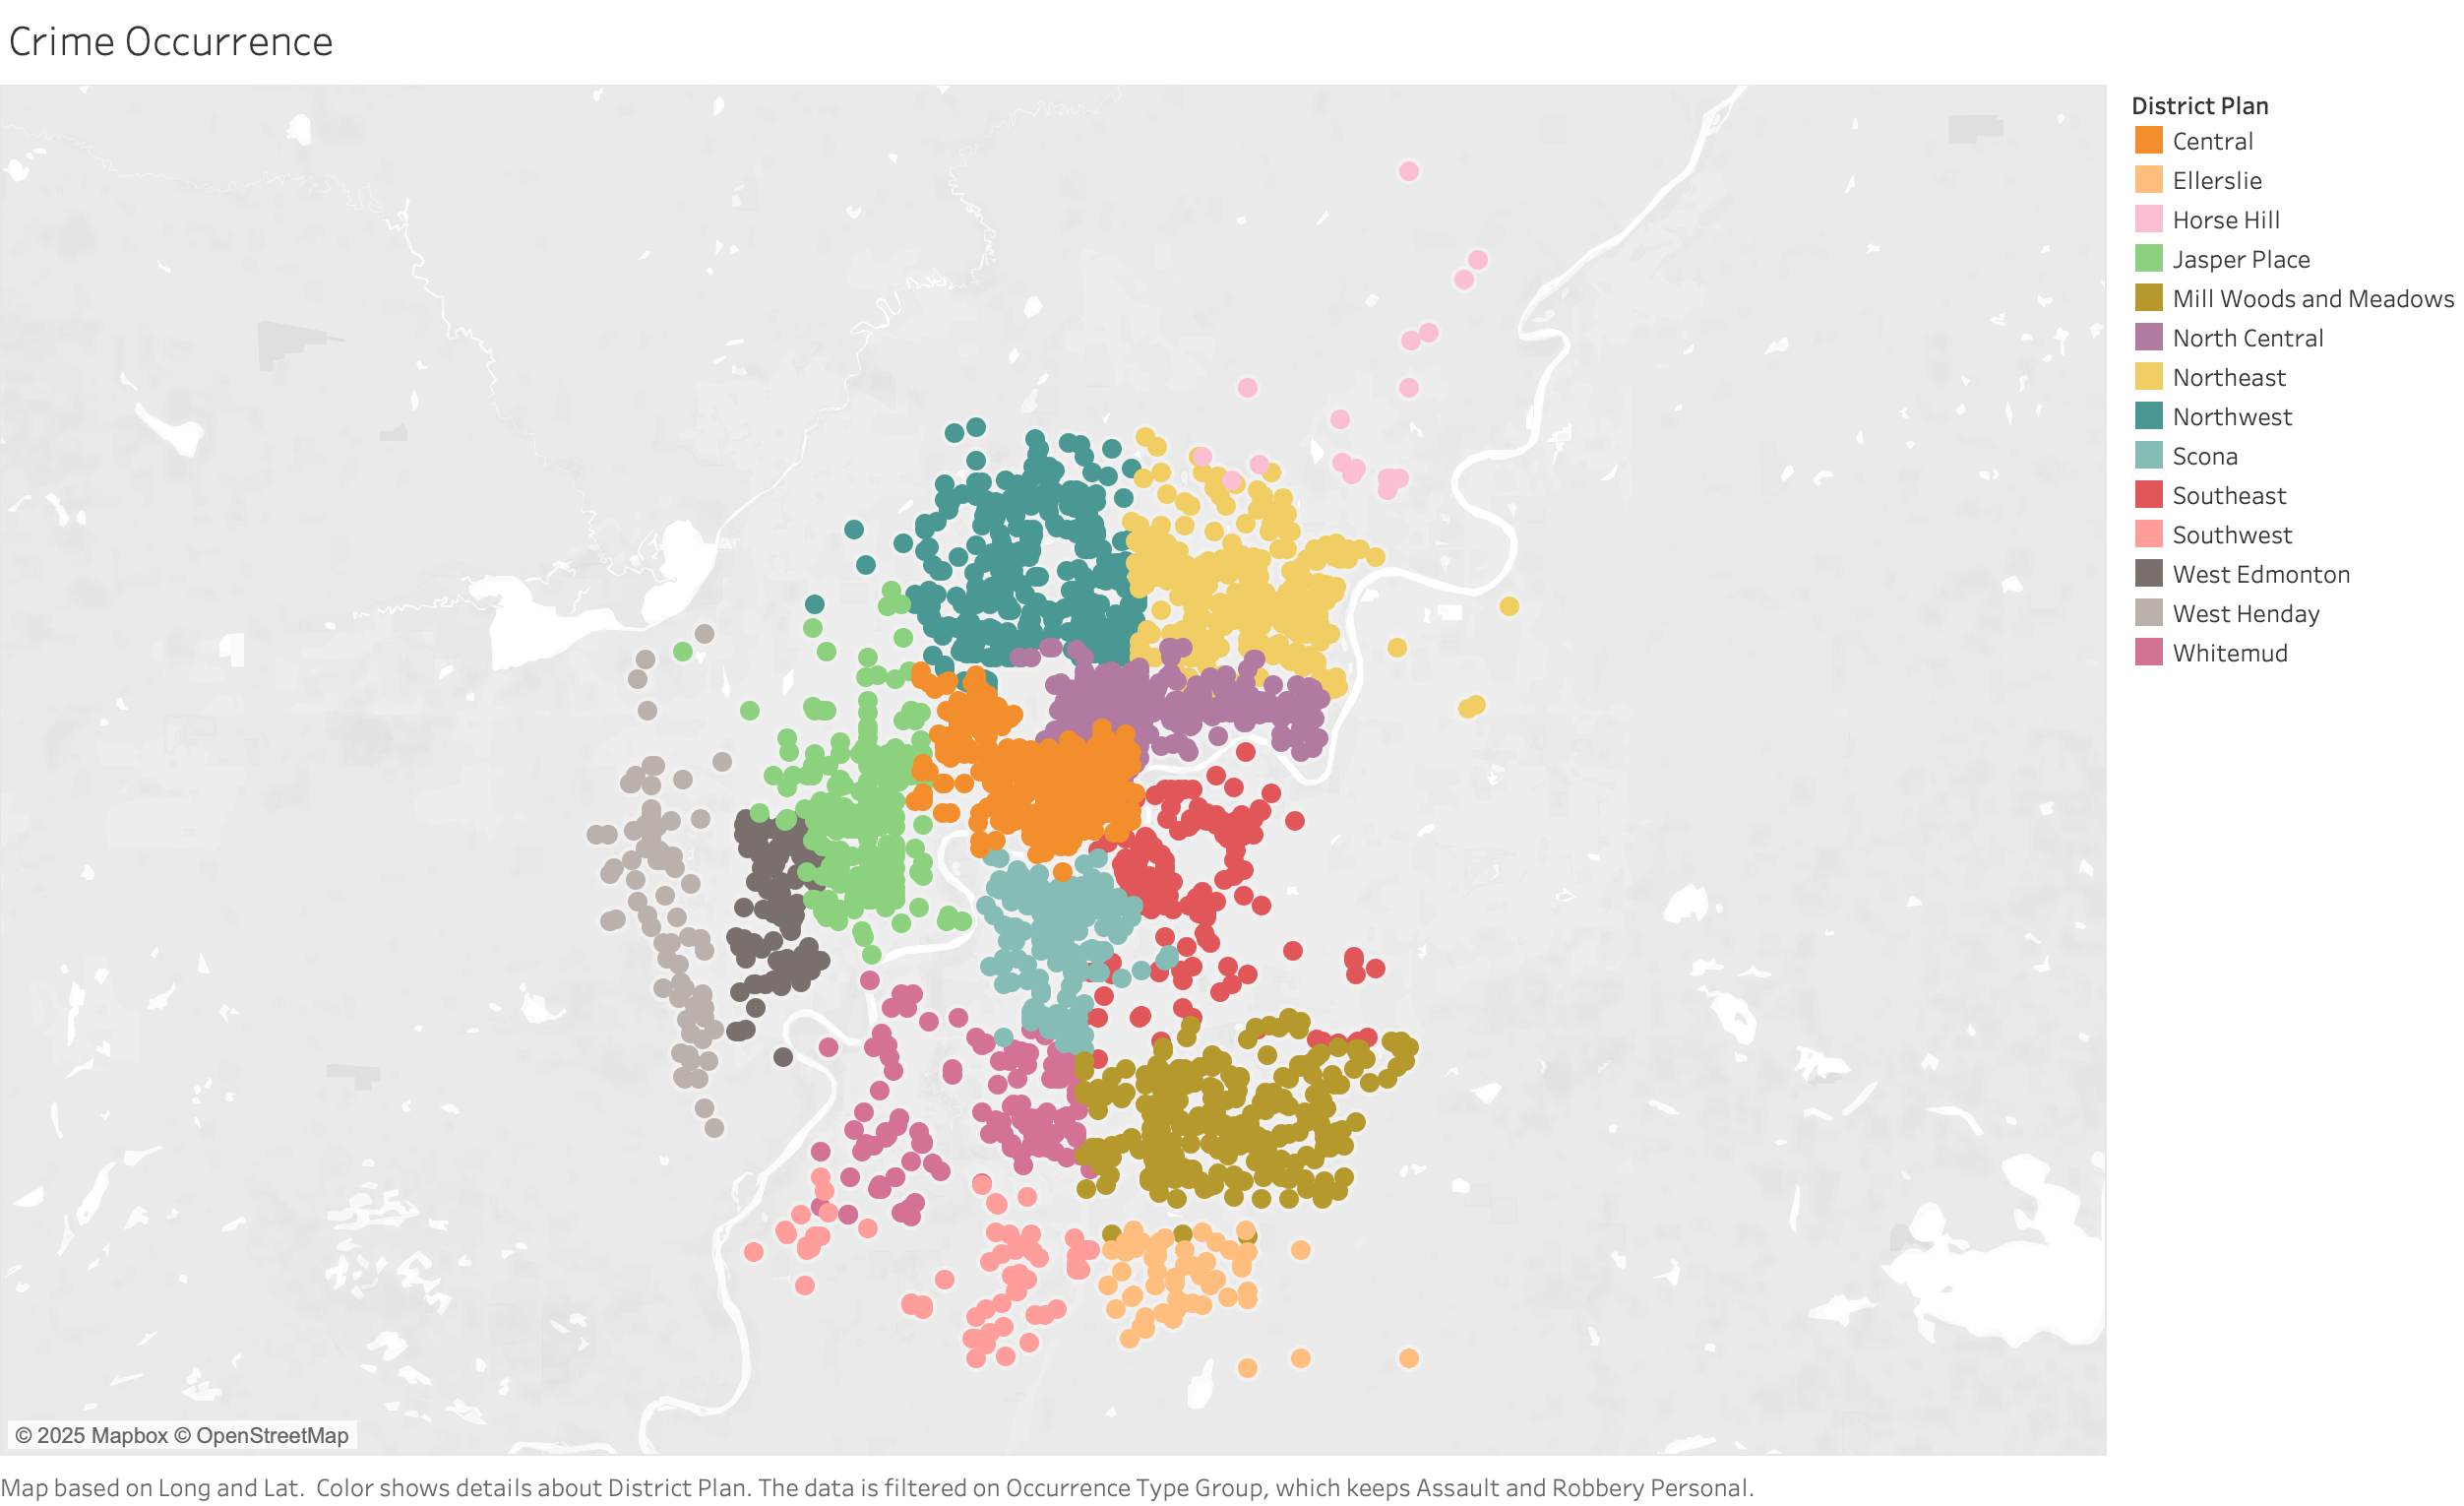 Crime Occurrence
District Plan
Central
Ellerslie
Horse Hill
Jasper Place
Mill Woods and Meadows
North Central
Northeast
Northwest
Scona
Southeast
Southwest
West Edmonton
West Henday
Whitemud
© 2025 Mapbox © OpenStreetMap
Map based on Long and Lat.  Color shows details about District Plan. The data is filtered on Occurrence Type Group, which keeps Assault and Robbery Personal.